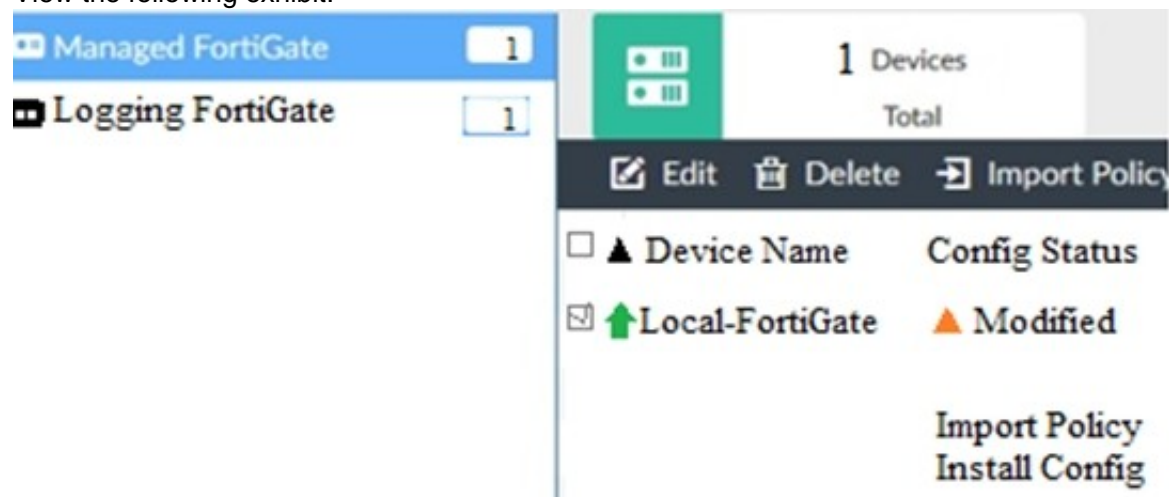 View the following exhibit.
Managed FortiGate 1
Logging FortiGate 1
1 Devices
Total
Edit Delete Import Policy
Device Name Config Status
Local-FortiGate Modified
Import Policy
Install Config